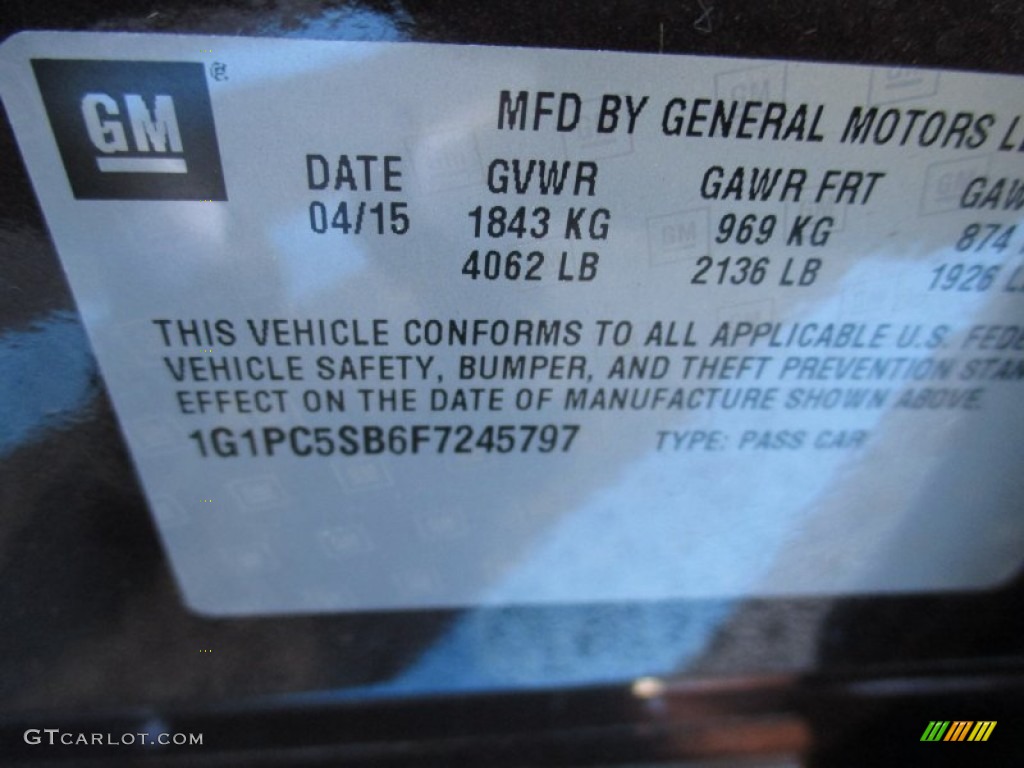 GM
MFD BY GENERAL MOTORS
DATE GVWR GAWR FRT
04/15 1843 KG 969 KG 874
4062 LB 2136 LB 1926
THIS VEHICLE CONFORMS TO ALL APPLICABLE U.S.
VEHICLE SAFETY, BUMPER, AND THEFT PREVENTION
EFFECT ON THE DATE OF MANUFACTURE SHOWN ABOVE.
1G1PC5SB6F7245797 TYPE: PASS CAR
GTCARLOT.COM